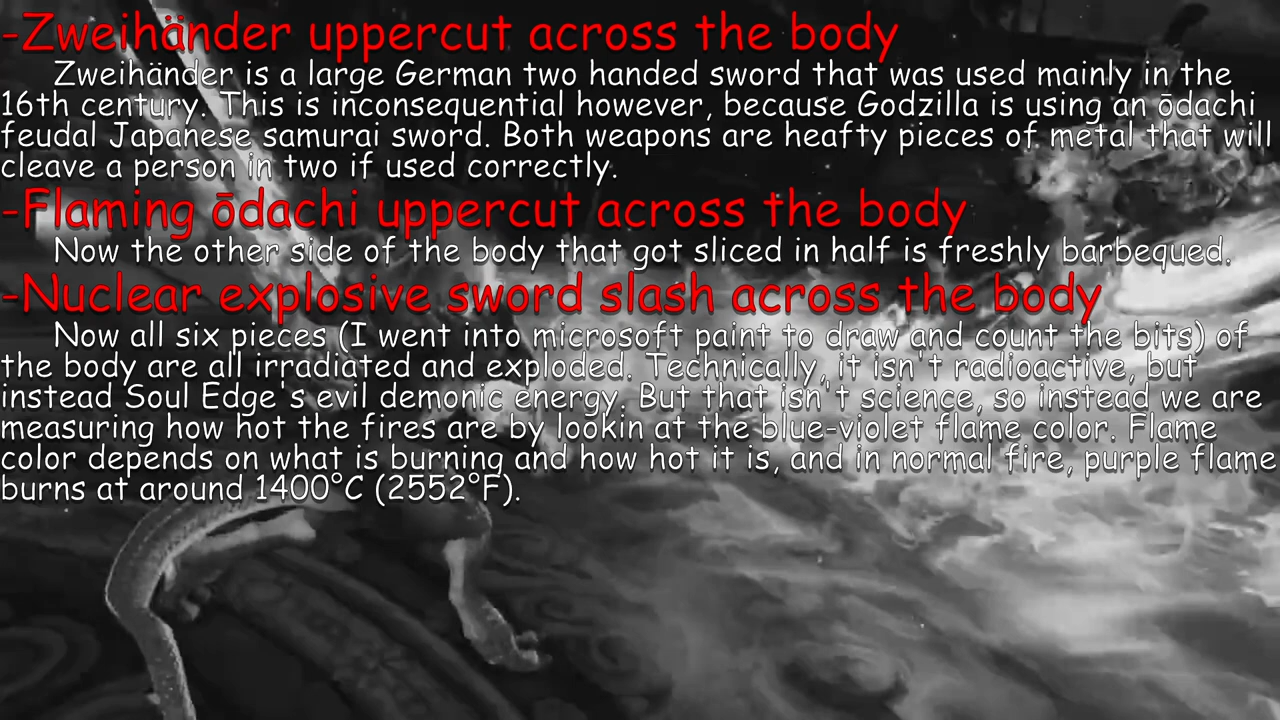 -Zweihänder uppercut across the body
Zweihänder is a large German two handed sword that was used mainly in the
16th century. This is inconsequential however, because Godzilla is using an ōdachi
feudal Japanese samurai sword. Both weapons are heafty pieces of metal that will
cleave a person in two if used correctly.
-Flaming ōdachi uppercut across the body
Now the other side of the body that got sliced in half is freshly barbequed.
-Nuclear explosive sword slash across the body
Now all six pieces (I went into microsoft paint to draw and count the bits) of
the body are all irradiated and exploded. Technically, it isn't radioactive, but
instead Soul Edge's evil demonic energy. But that isn't science, so instead we are
measuring how hot the fires are by lookin at the blue-violet flame color. Flame
color depends on what is burning and how hot it is, and in normal fire, purple flame
burns at around 1400°C (2552°F).